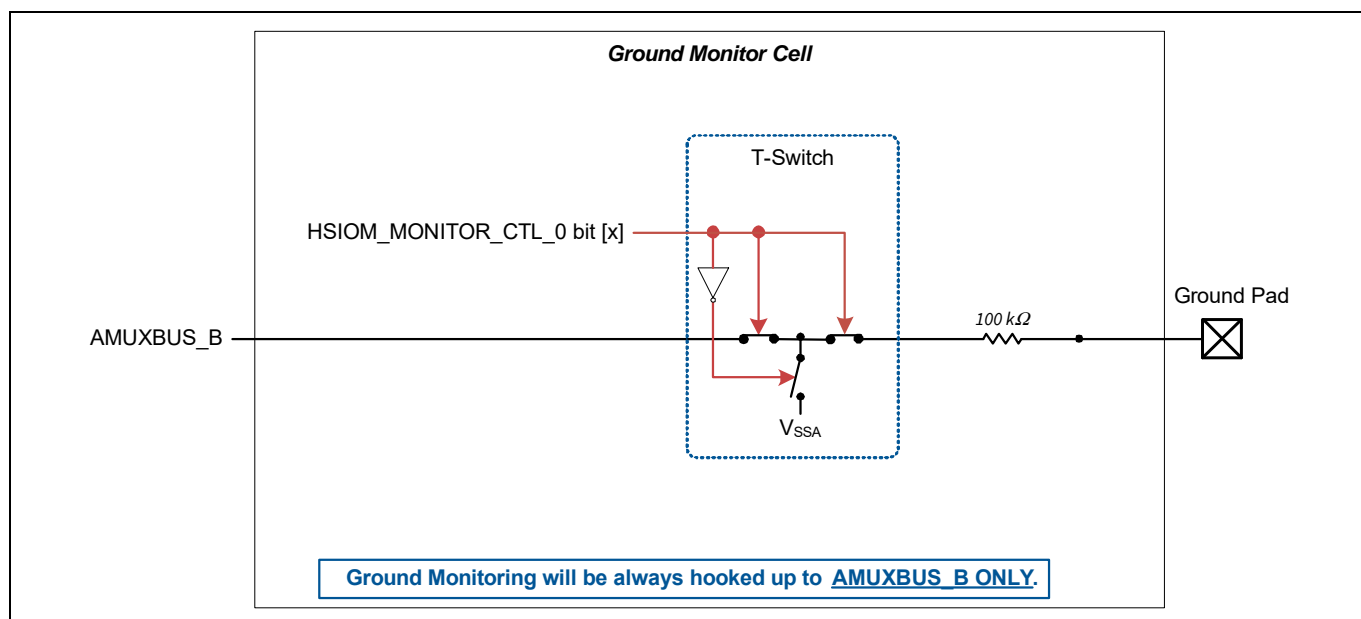 Ground Monitor Cell
T-Switch
HSIOM_MONITOR_CTL_0 bit [x]
Ground Pad
100 kΩ
AMUXBUS_B
VSSA
Ground Monitoring will be always hooked up to AMUXBUS_B ONLY.